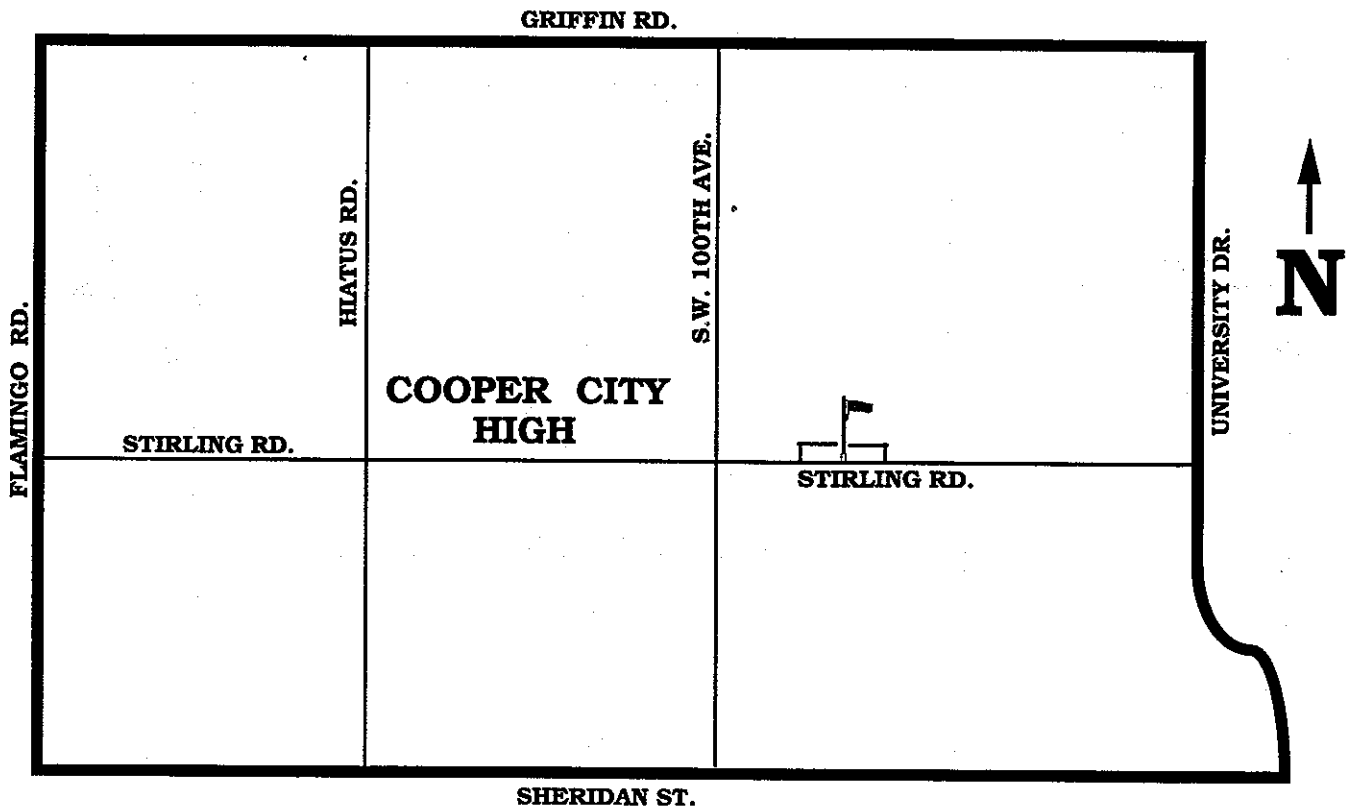 GRIFFIN RD.
FLAMINGO RD.
HIATUS RD.
S.W. 100TH AVE.
UNIVERSITY DR.
N
COOPER CITY
HIGH
STIRLING RD.
STIRLING RD.
SHERIDAN ST.